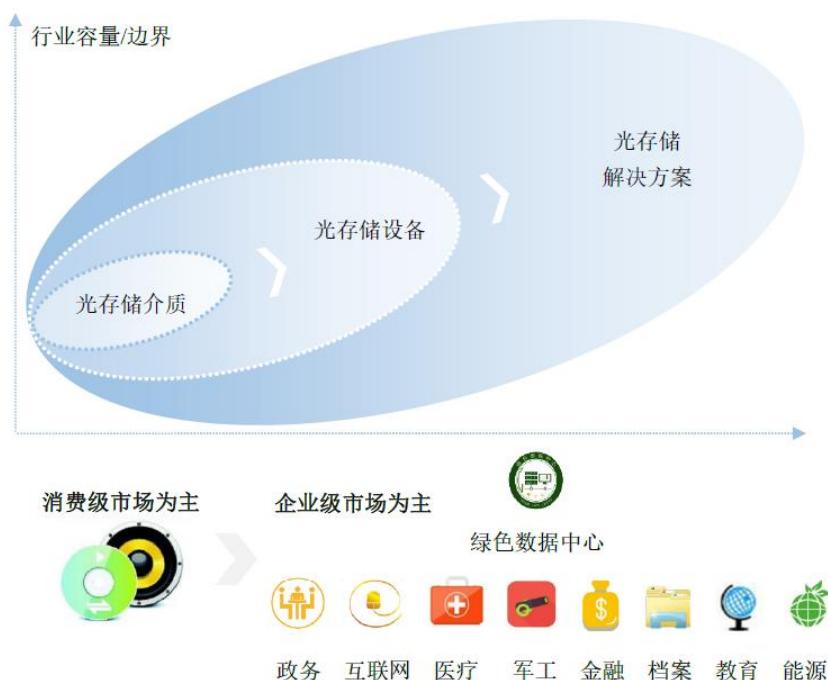 行业容量/边界
光存储
解决方案
光存储设备
光存储介质
消费级市场为主
企业级市场为主
绿色数据中心
政务 互联网 医疗 军工 金融 档案 教育 能源